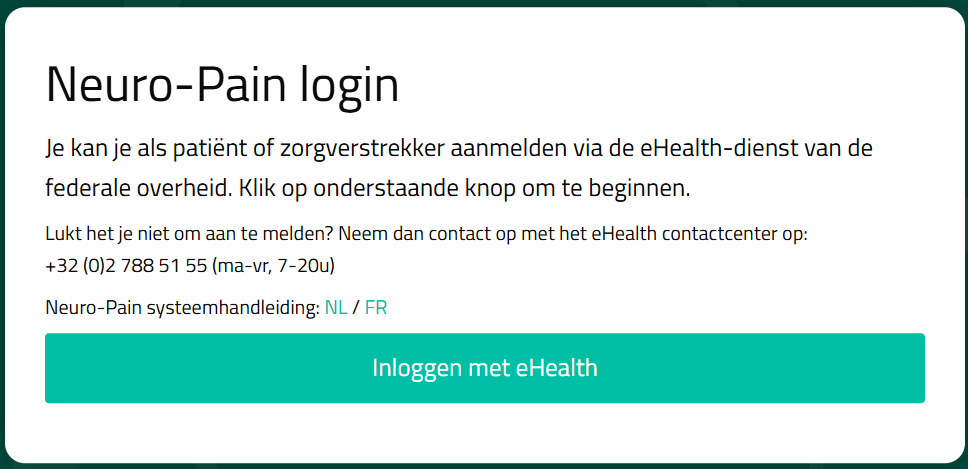 Neuro-Pain login
Je kan je als patiënt of zorgverstrekker aanmelden via de eHealth-dienst van de
federale overheid. Klik op onderstaande knop om te beginnen.
Lukt het je niet om aan te melden? Neem dan contact op met het eHealth contactcenter op:
+32 (0)2 788 51 55 (ma-vr, 7-20u)
Neuro-Pain systeemhandleiding: NL / FR
Inloggen met eHealth